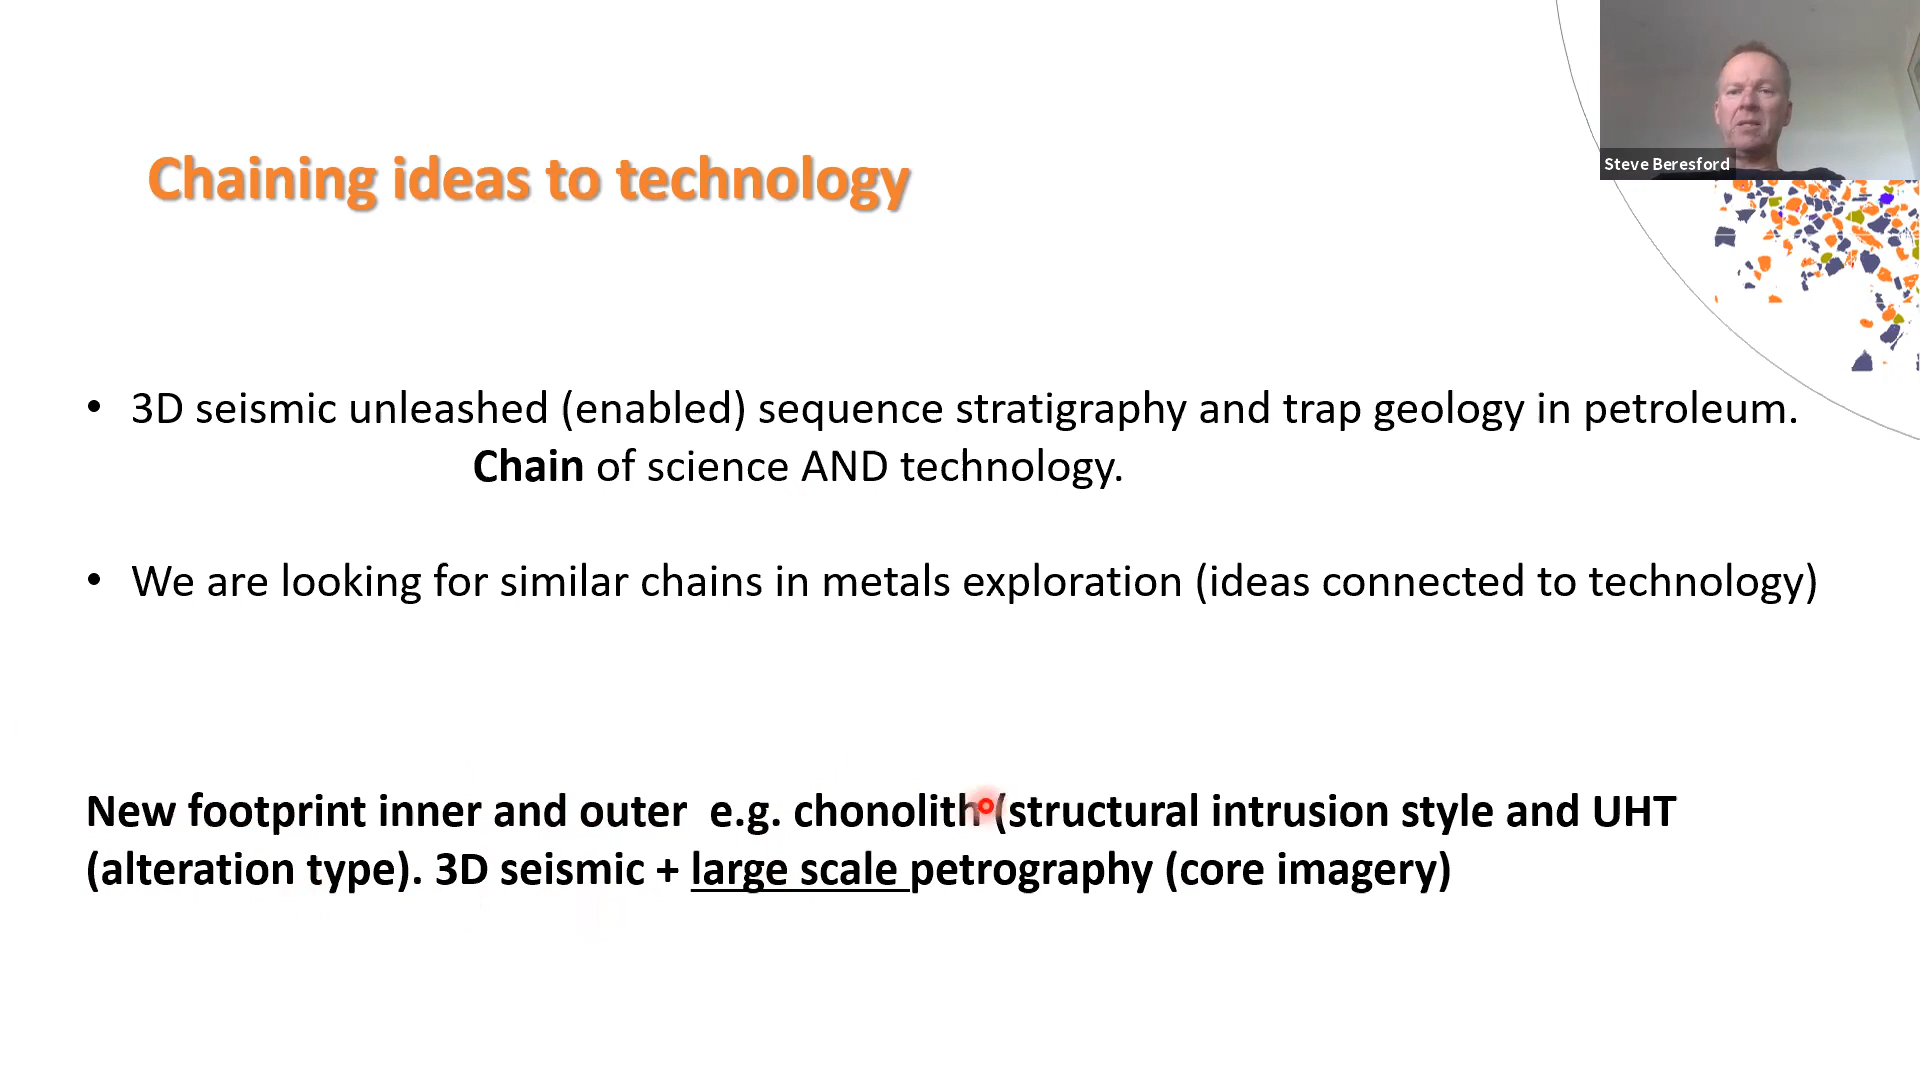 Steve Beresford
Chaining ideas to technology
• 3D seismic unleashed (enabled) sequence stratigraphy and trap geology in petroleum.
Chain of science AND technology.
• We are looking for similar chains in metals exploration (ideas connected to technology)
New footprint inner and outer e.g. chonolith (structural intrusion style and UHT
(alteration type). 3D seismic + large scale petrography (core imagery)